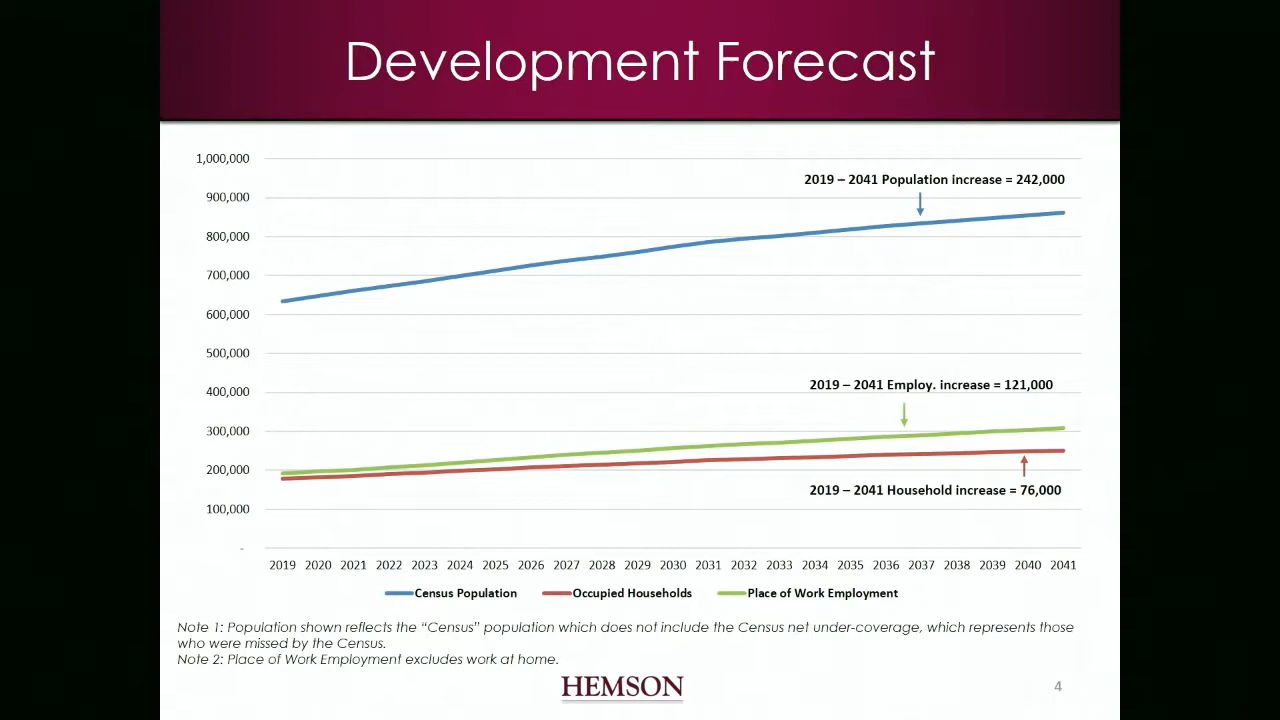 Development Forecast
1,000,000
2019 – 2041 Population increase = 242,000
900,000
800,000
700,000
600,000
500,000
400,000
2019 – 2041 Employ. increase = 121,000
300,000
200,000
2019 – 2041 Household increase = 76,000
100,000
-
2019 2020 2021 2022 2023 2024 2025 2026 2027 2028 2029 2030 2031 2032 2033 2034 2035 2036 2037 2038 2039 2040 2041
Census Population Occupied Households Place of Work Employment
Note 1: Population shown reflects the “Census” population which does not include the Census net under-coverage, which represents those
who were missed by the Census.
Note 2: Place of Work Employment excludes work at home.
HEMSON
4